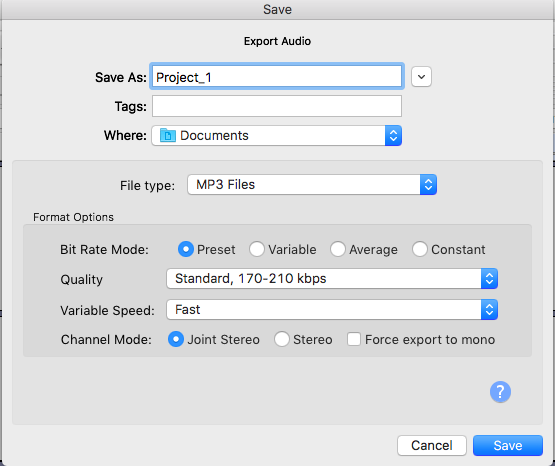 Save
Export Audio
Save As: Project_1
Tags:
Where: Documents
File type: MP3 Files
Format Options
Bit Rate Mode: Preset Variable Average Constant
Quality Standard, 170-210 kbps
Variable Speed: Fast
Channel Mode: Joint Stereo Stereo Force export to mono
?
Cancel Save